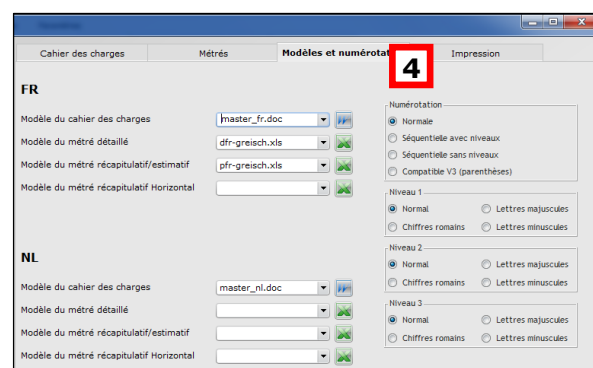 Cahier des charges
Métrés
Modèles et numérotat
Impression
4
FR
Modèle du cahier des charges
master_fr.doc
Modèle du métré détaillé
dfr-greisch.xls
Modèle du métré récapitulatif/estimatif
pfr-greisch.xls
Modèle du métré récapitulatif Horizontal
NL
Modèle du cahier des charges
master_nl.doc
Modèle du métré détaillé
Modèle du métré récapitulatif/estimatif
Modèle du métré récapitulatif Horizontal
Numérotation
Normale
Séquentielle avec niveaux
Séquentielle sans niveaux
Compatible V3 (parenthèses)
Niveau 1
Normal
Lettres majuscules
Chiffres romains
Lettres minuscules
Niveau 2
Normal
Lettres majuscules
Chiffres romains
Lettres minuscules
Niveau 3
Normal
Lettres majuscules
Chiffres romains
Lettres minuscules